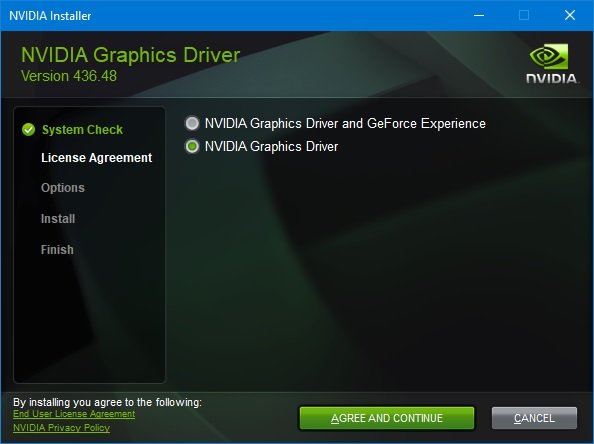 NVIDIA Installer
NVIDIA Graphics Driver
Version 436.48
NVIDIA.
System Check
License Agreement
Options
Install
Finish
NVIDIA Graphics Driver and GeForce Experience
NVIDIA Graphics Driver
By installing you agree to the following:
End User License Agreement
NVIDIA Privacy Policy
AGREE AND CONTINUE
CANCEL